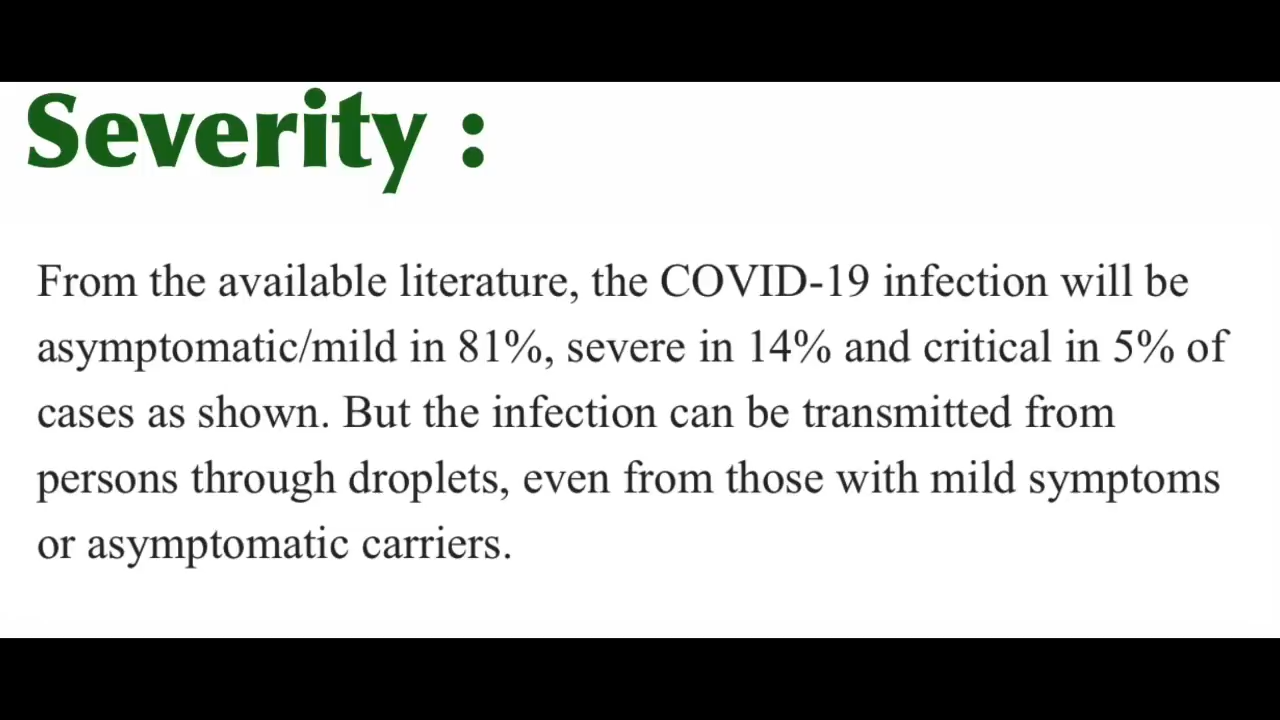 Severity :
From the available literature, the COVID-19 infection will be
asymptomatic/mild in 81%, severe in 14% and critical in 5% of
cases as shown. But the infection can be transmitted from
persons through droplets, even from those with mild symptoms
or asymptomatic carriers.